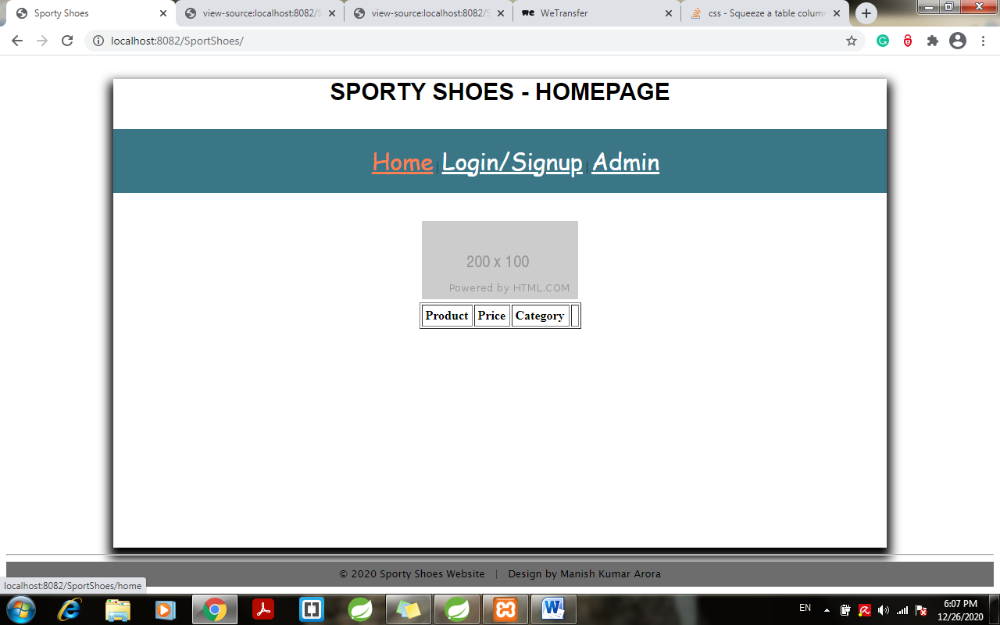 Sporty Shoes
view-source:localhost:8082/S
view-source:localhost:8082/S
WeTransfer
css - Squeeze a table column
localhost:8082/SportShoes/
SPORTY SHOES - HOMEPAGE
Home | Login/Signup | Admin
200 x 100
Powered by HTML.COM
Product Price Category
© 2020 Sporty Shoes Website | Design by Manish Kumar Arora
localhost:8082/SportShoes/home
EN
6:07 PM
12/26/2020